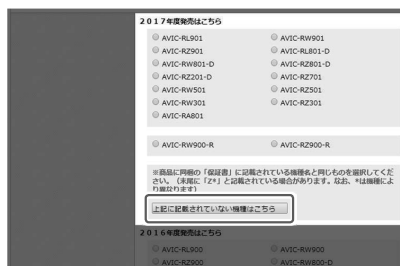 2017年度発売はこちら
AVIC-RL901 AVIC-RW901
AVIC-RZ901 AVIC-RL801-D
AVIC-RW801-D AVIC-RZ801-D
AVIC-RZ201-D AVIC-RZ701
AVIC-RW501 AVIC-RZ501
AVIC-RW301 AVIC-RZ301
AVIC-RA801
AVIC-RW900-R AVIC-RZ900-R
※商品に同梱の「保証書」に記載されている機種名と同じものを選択してくだ
さい。(末尾に「Z*」と記載されている場合があります。なお、*は機種によ
り異なります)
上記に記載されていない機種はこちら
2016年度発売はこちら
AVIC-RL900 AVIC-RW900
AVIC-RZ900 AVIC-RW800-D